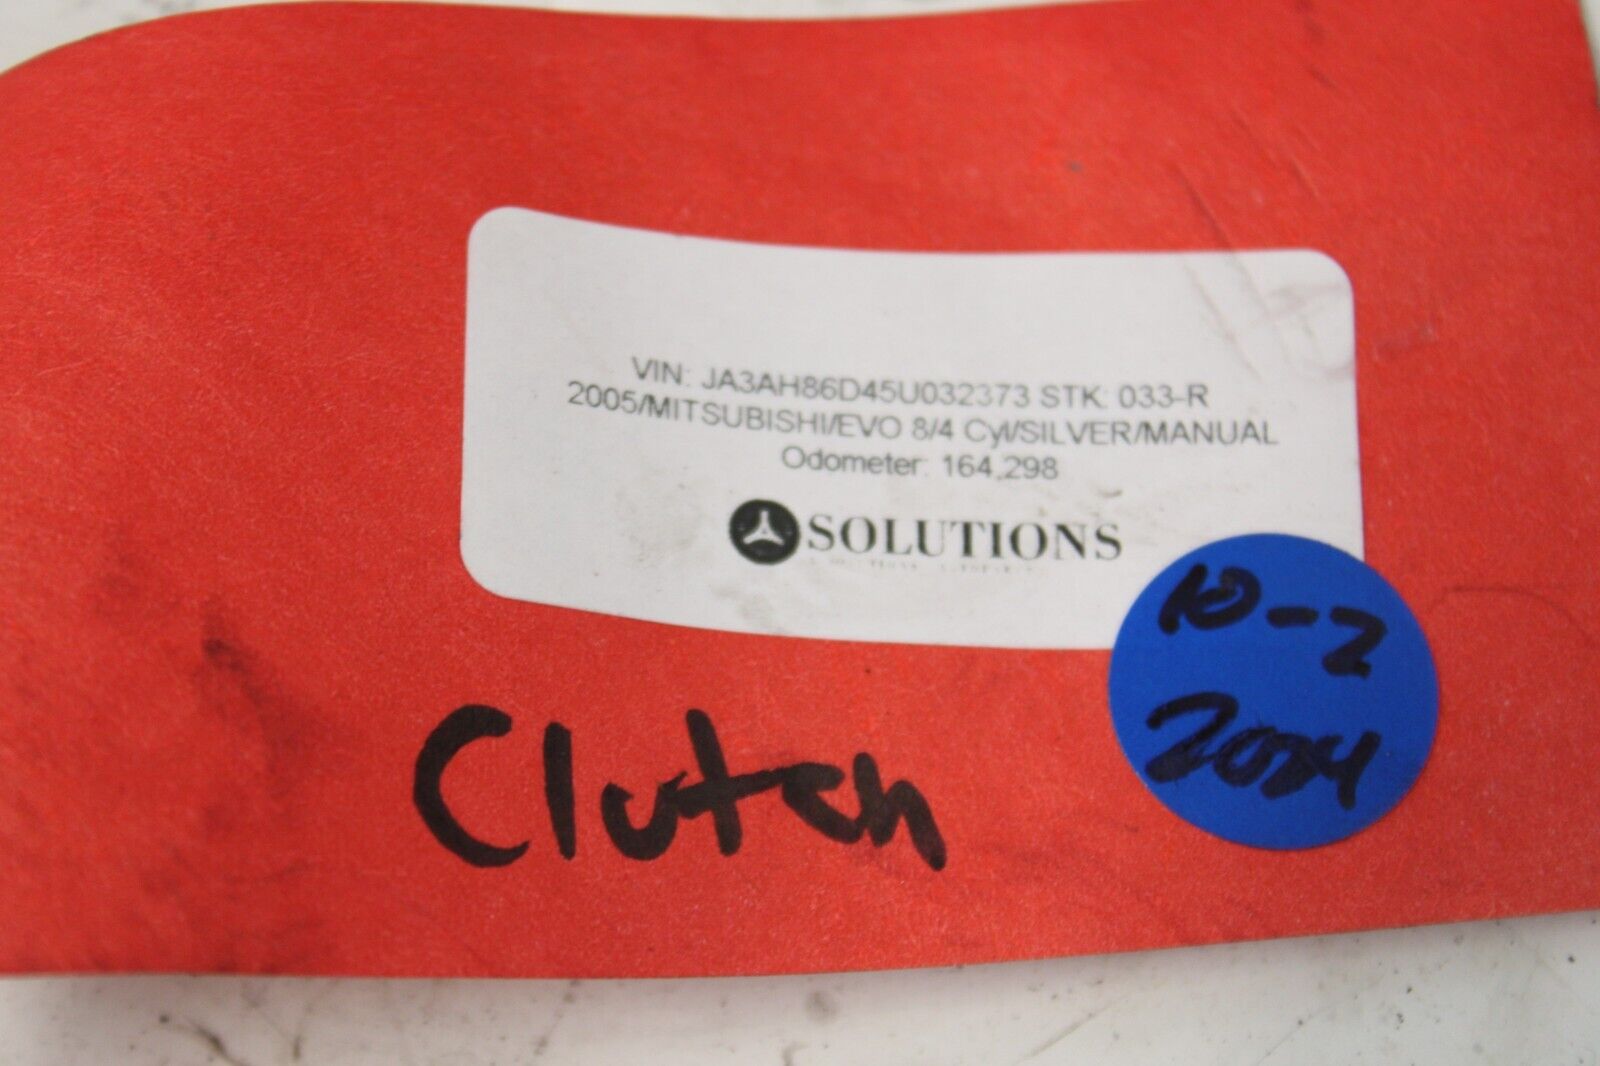 VIN: JA3AH86D45U032373 STK: 033-R
2005/MITSUBISHI/EVO 8/4 Cyl/SILVER/MANUAL
Odometer: 164,298
SOLUTIONS
10-2
2024
Clutch